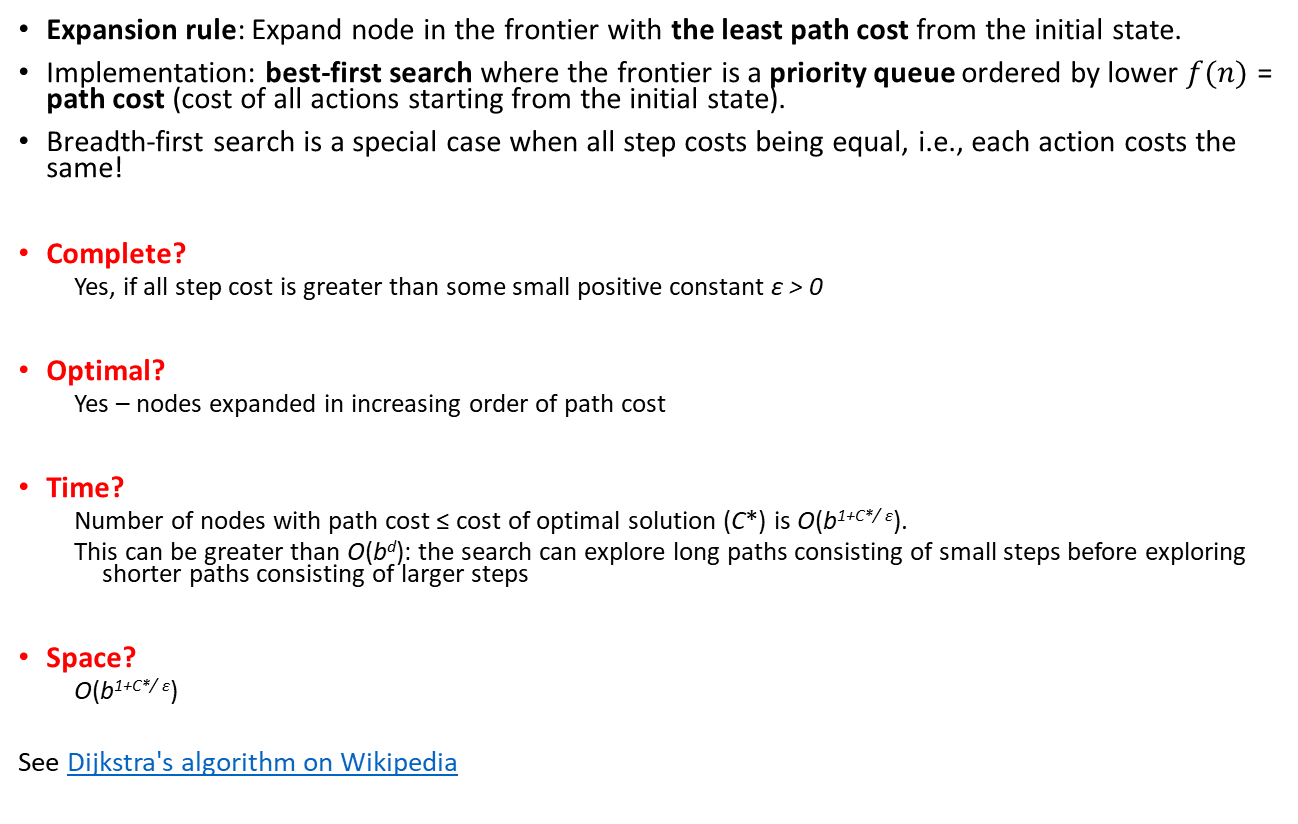 • Expansion rule: Expand node in the frontier with the least path cost from the initial state.
• Implementation: best-first search where the frontier is a priority queue ordered by lower f(n) =
path cost (cost of all actions starting from the initial state).
• Breadth-first search is a special case when all step costs being equal, i.e., each action costs the
same!
• Complete?
Yes, if all step cost is greater than some small positive constant ε > 0
• Optimal?
Yes – nodes expanded in increasing order of path cost
• Time?
Number of nodes with path cost ≤ cost of optimal solution (C*) is O(b^{1+C*/ ε}).
This can be greater than O(b^d): the search can explore long paths consisting of small steps before exploring
shorter paths consisting of larger steps
• Space?
O(b^{1+C*/ ε})
See Dijkstra's algorithm on Wikipedia